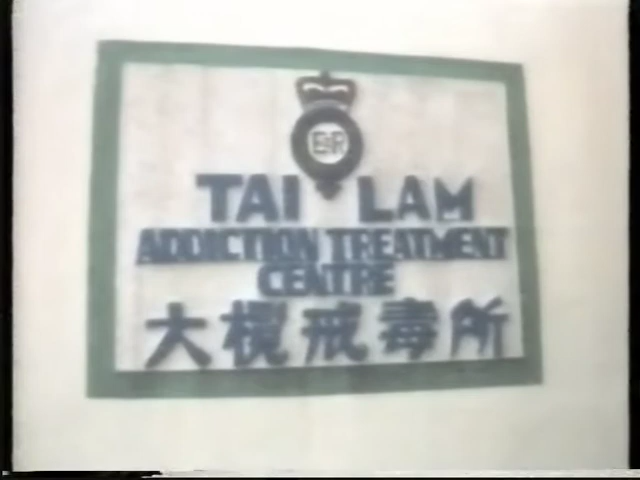 EIIR
TAI LAM
ADDICTION TREATMENT
CENTRE
大欖戒毒所